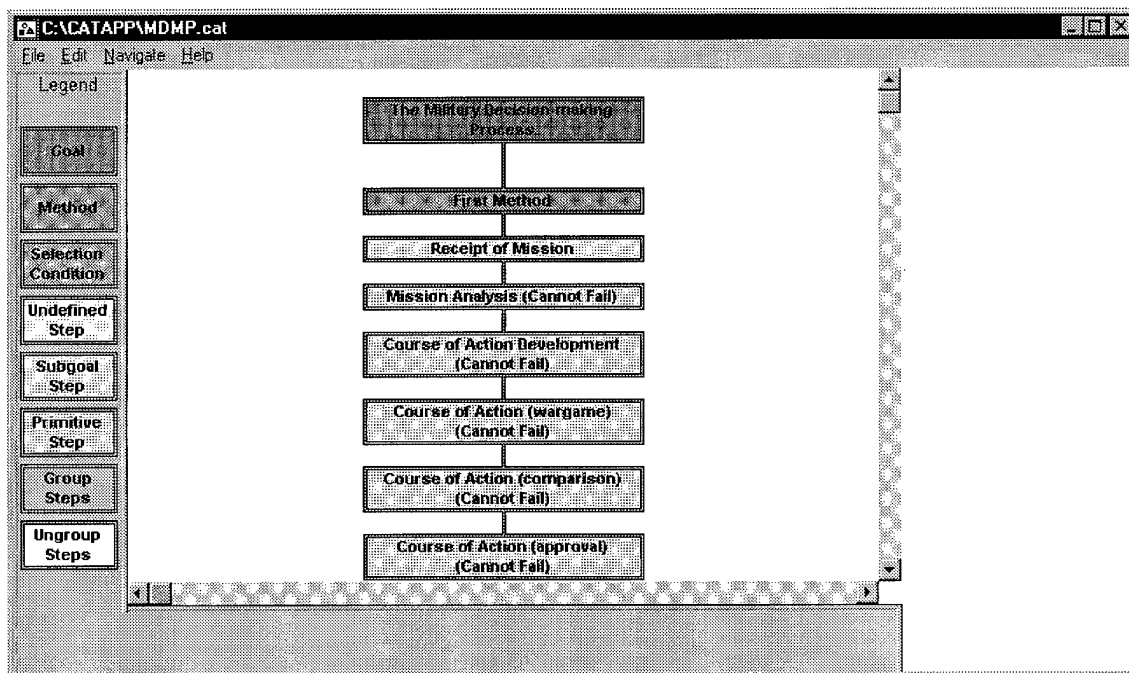 C:\CATAPP\MDMP.cat
File Edit Navigate Help
Legend
Goal
Method
Selection
Condition
Undefined
Step
Subgoal
Step
Primitive
Step
Group
Steps
Ungroup
Steps
The Military Decision-making
Process
First Method
Receipt of Mission
Mission Analysis (Cannot Fail)
Course of Action Development
(Cannot Fail)
Course of Action (wargame)
(Cannot Fail)
Course of Action (comparison)
(Cannot Fail)
Course of Action (approval)
(Cannot Fail)